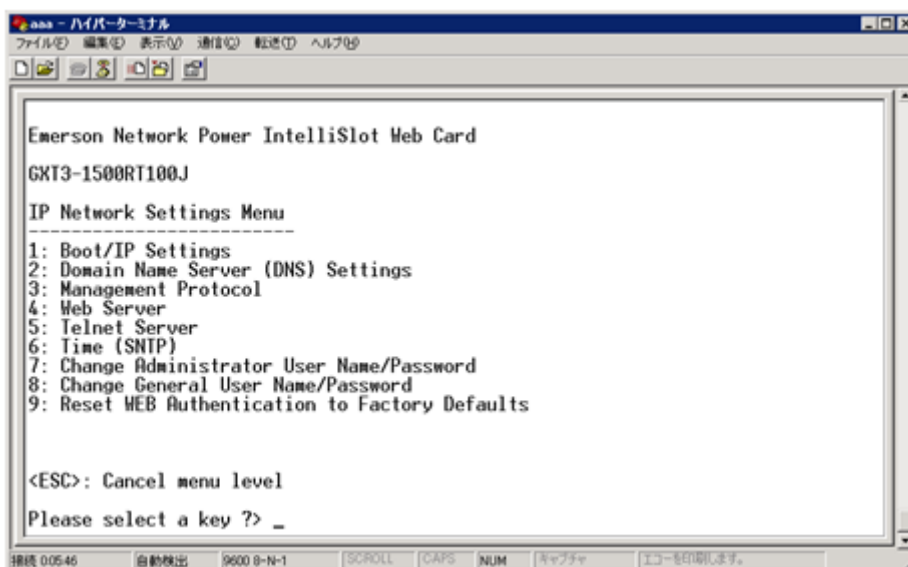 aaa - ハイパーターミナル
ファイル(F) 編集(E) 表示(V) 通信(C) 転送(T) ヘルプ(H)
Emerson Network Power IntelliSlot Web Card
GXT3-1500RT100J
IP Network Settings Menu
--------------------------
1: Boot/IP Settings
2: Domain Name Server (DNS) Settings
3: Management Protocol
4: Web Server
5: Telnet Server
6: Time (SNTP)
7: Change Administrator User Name/Password
8: Change General User Name/Password
9: Reset WEB Authentication to Factory Defaults
<ESC>: Cancel menu level
Please select a key ?> _
接続 0:05:46 自動検出 9600 8-N-1 SCROLL CAPS NUM キャプチャ エコーを印刷します。